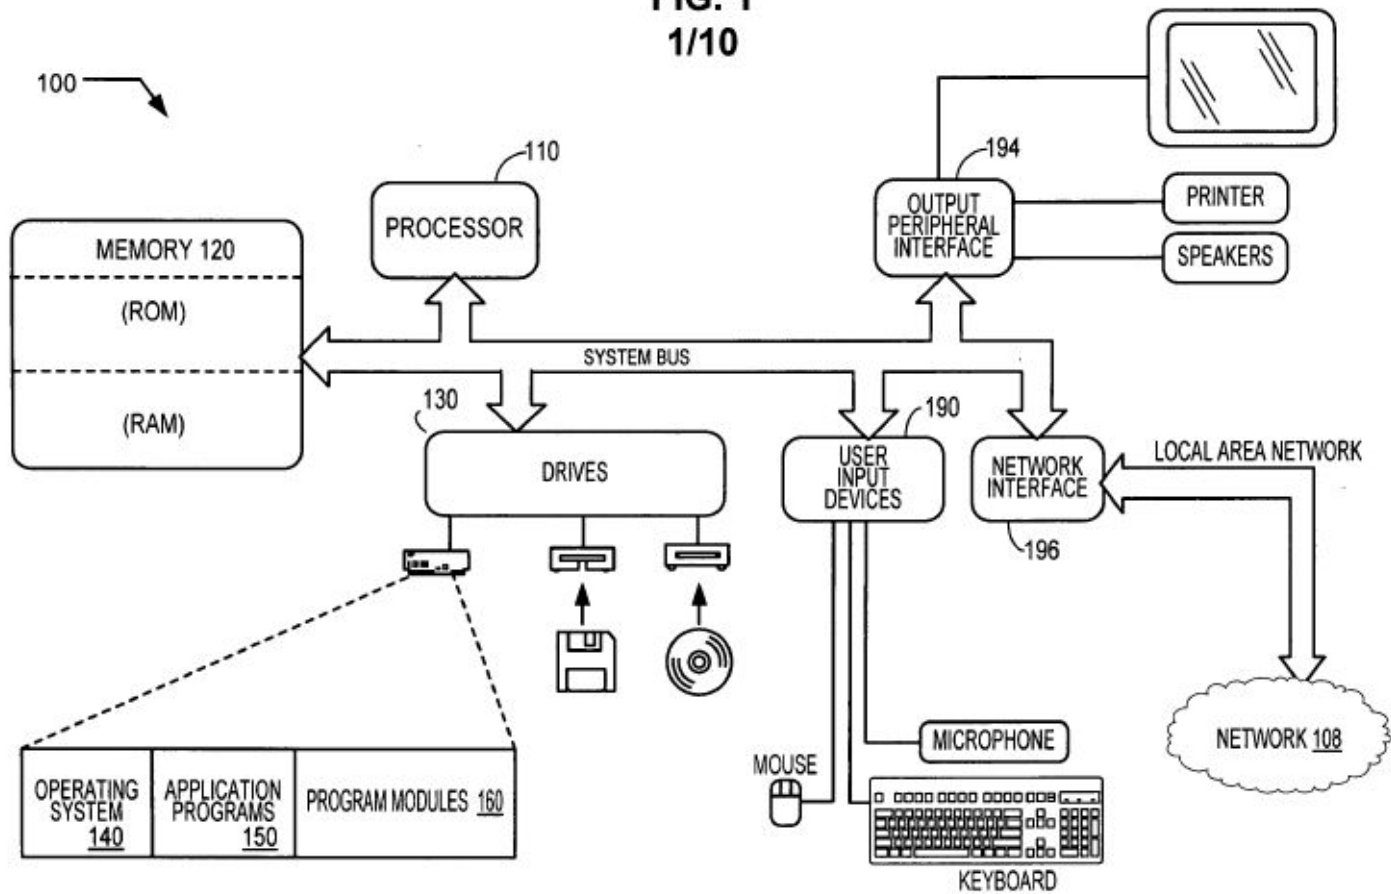 FIG. 1
1/10
100
110
PROCESSOR
MEMORY 120
(ROM)
(RAM)
194
OUTPUT
PERIPHERAL
INTERFACE
PRINTER
SPEAKERS
SYSTEM BUS
130
DRIVES
190
USER
INPUT
DEVICES
NETWORK
INTERFACE
196
LOCAL AREA NETWORK
NETWORK 108
OPERATING
SYSTEM
140
APPLICATION
PROGRAMS
150
PROGRAM MODULES 160
MOUSE
MICROPHONE
KEYBOARD